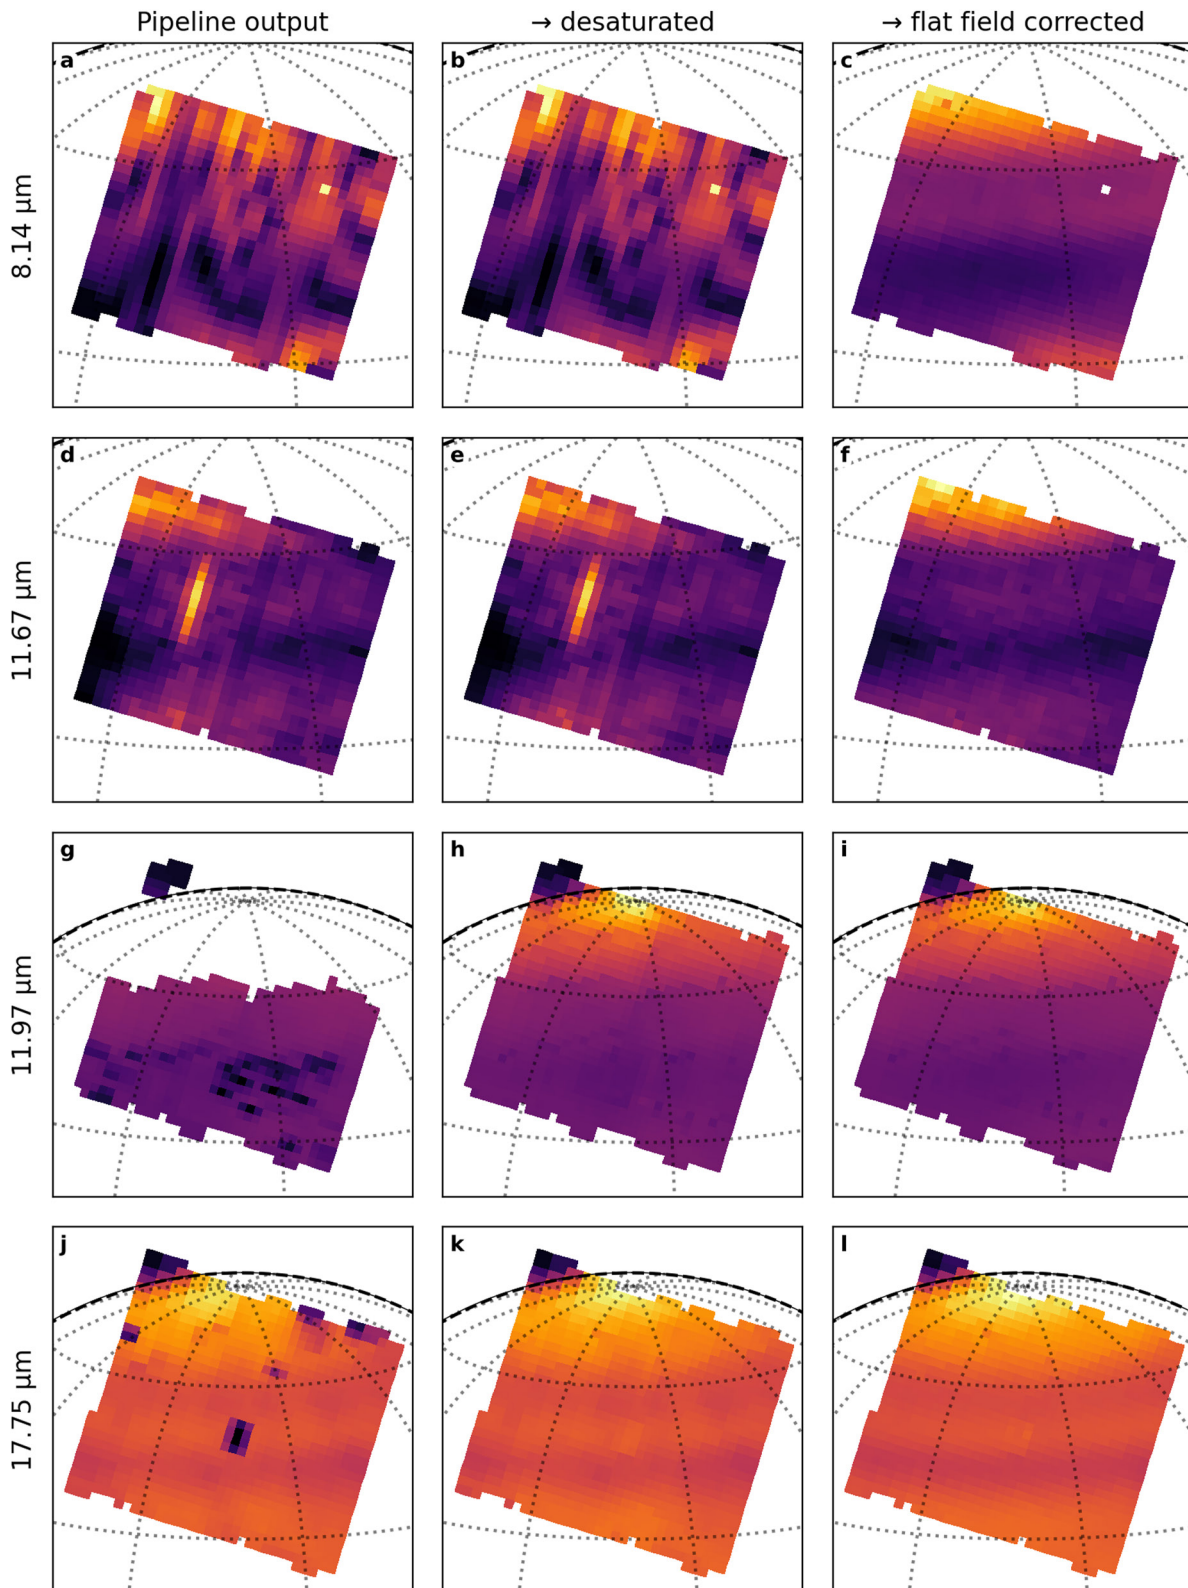 Pipeline output → desaturated → flat field corrected
a b c
8.14 μm
d e f
11.67 μm
g h i
11.97 μm
j k l
17.75 μm